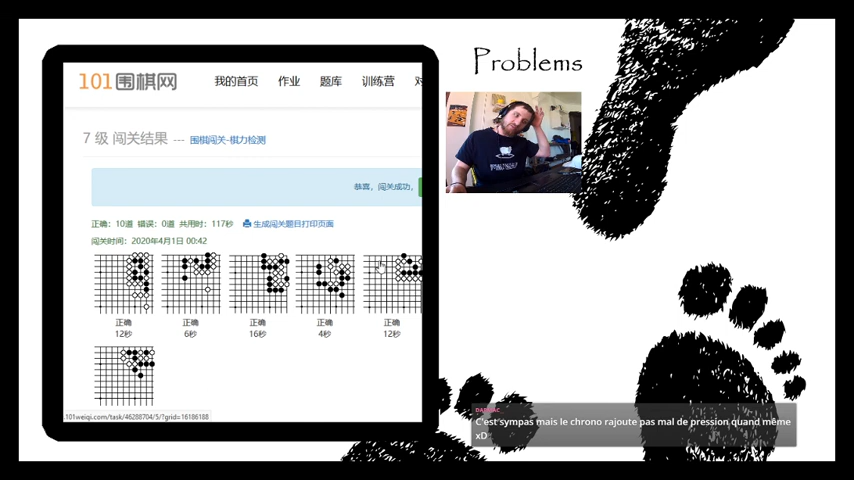 Problems
101围棋网
我的首页 作业 题库 训练营
7 级 闯关结果 --- 围棋闯关-棋力检测
恭喜，闯关成功，
正确：10道 错误：0道 共用时：117秒 生成闯关题目打印页面
闯关时间：2020年4月1日 00:42
正确 正确 正确 正确 正确
12秒 6秒 16秒 4秒 12秒
.101weiqi.com/task/46288704/5/?grid=16186188
C'est sympas mais le chrono rajoute pas mal de pression quand même
xD